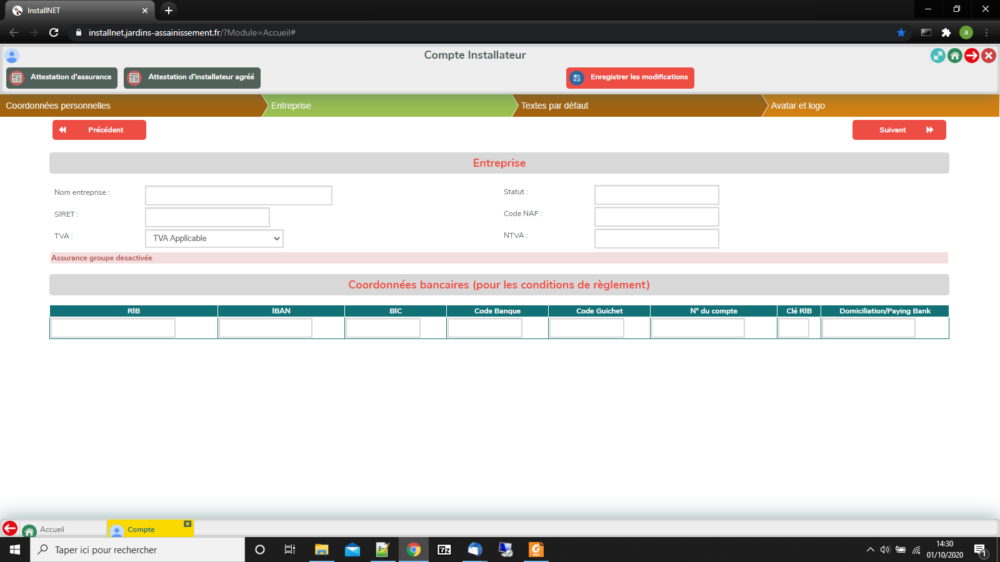 InstallNET
installnet.jardins-assainissement.fr/?Module=Accueil#
a
Compte Installateur
Attestation d'assurance
Attestation d'installateur agréé
Enregistrer les modifications
Coordonnées personnelles
Entreprise
Textes par défaut
Avatar et logo
Précédent
Suivant
Entreprise
Nom entreprise :
Statut :
SIRET :
Code NAF :
TVA :
TVA Applicable
NTVA :
Assurance groupe desactivée
Coordonnées bancaires (pour les conditions de règlement)
RIB
IBAN
BIC
Code Banque
Code Guichet
N° du compte
Clé RIB
Domiciliation/Paying Bank
Accueil
Compte
Taper ici pour rechercher
7z
14:30
01/10/2020
1